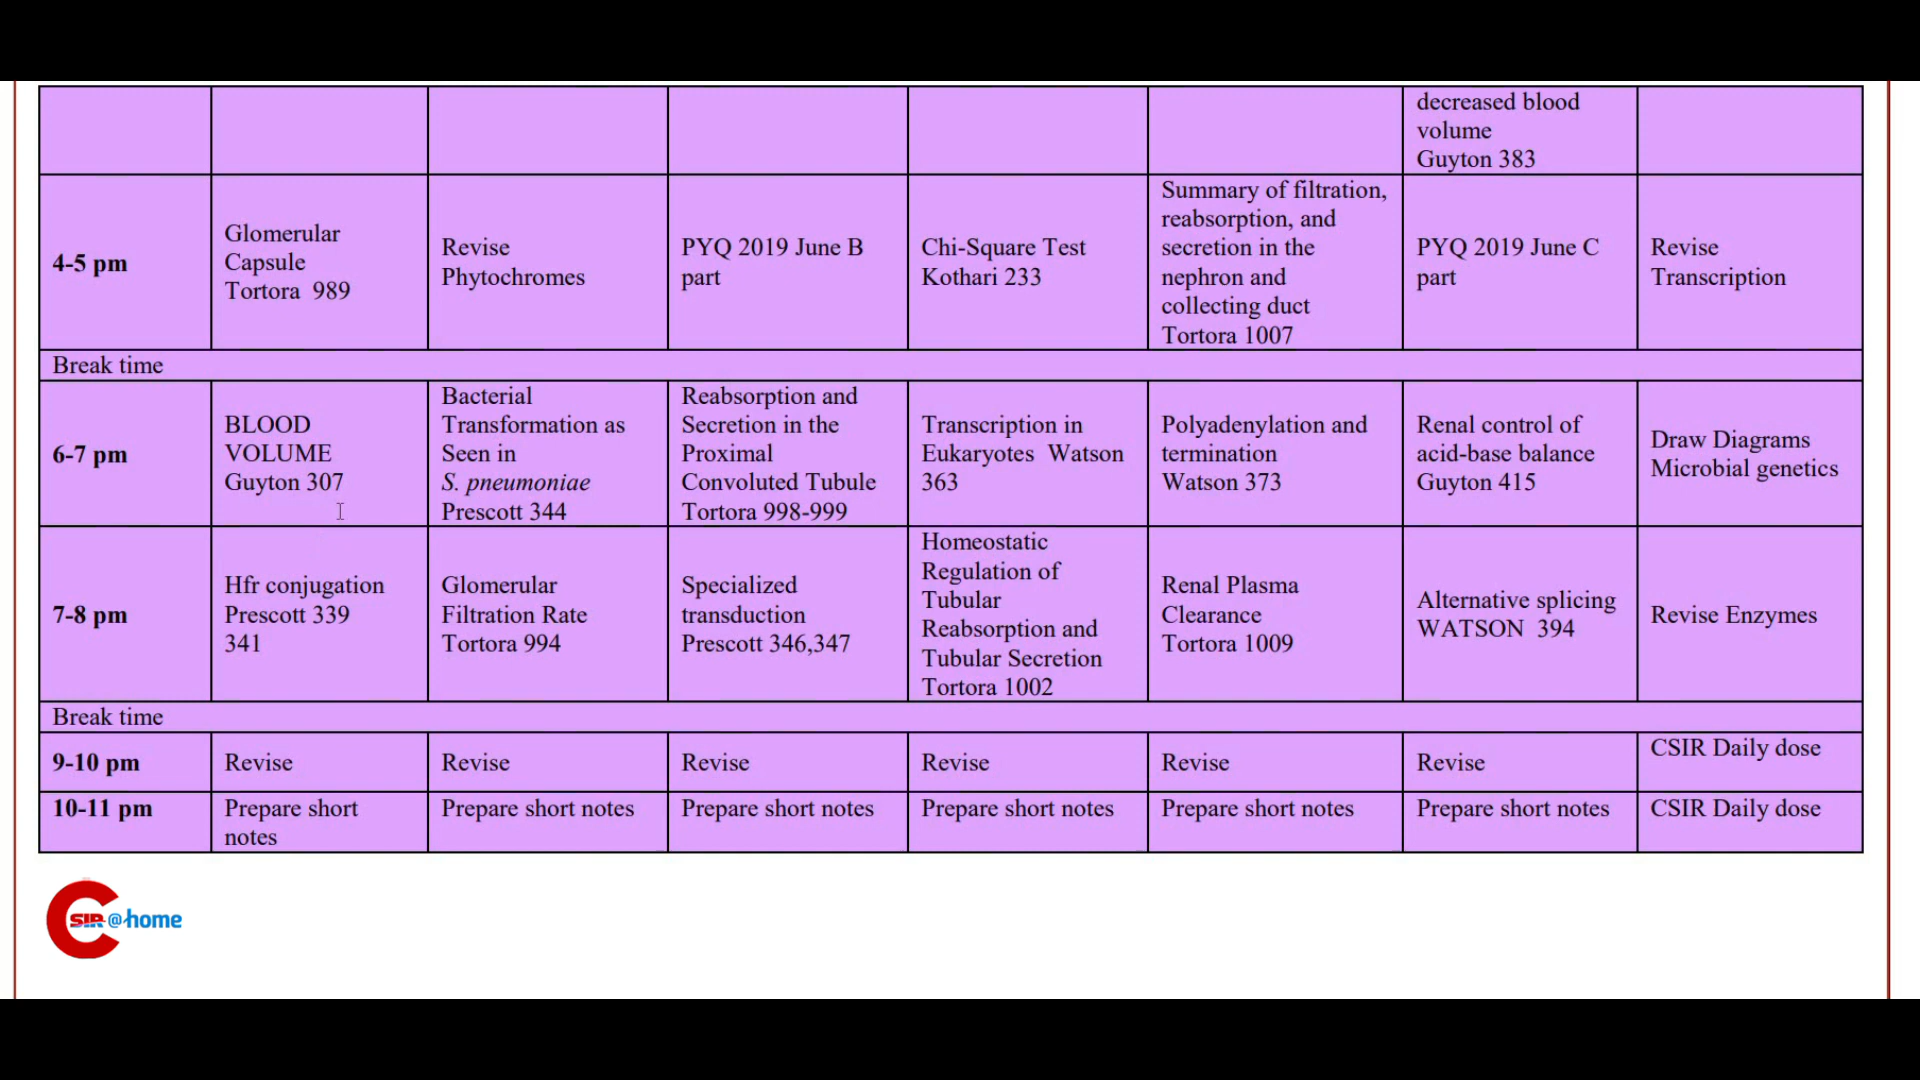 decreased blood
volume
Guyton 383
4-5 pm
Glomerular
Capsule
Tortora 989
Revise
Phytochromes
PYQ 2019 June B
part
Chi-Square Test
Kothari 233
Summary of filtration,
reabsorption, and
secretion in the
nephron and
collecting duct
Tortora 1007
PYQ 2019 June C
part
Revise
Transcription
Break time
6-7 pm
BLOOD
VOLUME
Guyton 307
Bacterial
Transformation as
Seen in
S. pneumoniae
Prescott 344
Reabsorption and
Secretion in the
Proximal
Convoluted Tubule
Tortora 998-999
Transcription in
Eukaryotes Watson
363
Polyadenylation and
termination
Watson 373
Renal control of
acid-base balance
Guyton 415
Draw Diagrams
Microbial genetics
7-8 pm
Hfr conjugation
Prescott 339
341
Glomerular
Filtration Rate
Tortora 994
Specialized
transduction
Prescott 346,347
Homeostatic
Regulation of
Tubular
Reabsorption and
Tubular Secretion
Tortora 1002
Renal Plasma
Clearance
Tortora 1009
Alternative splicing
WATSON 394
Revise Enzymes
Break time
9-10 pm
Revise
Revise
Revise
Revise
Revise
Revise
CSIR Daily dose
10-11 pm
Prepare short
notes
Prepare short notes
Prepare short notes
Prepare short notes
Prepare short notes
Prepare short notes
CSIR Daily dose
CSIR@home